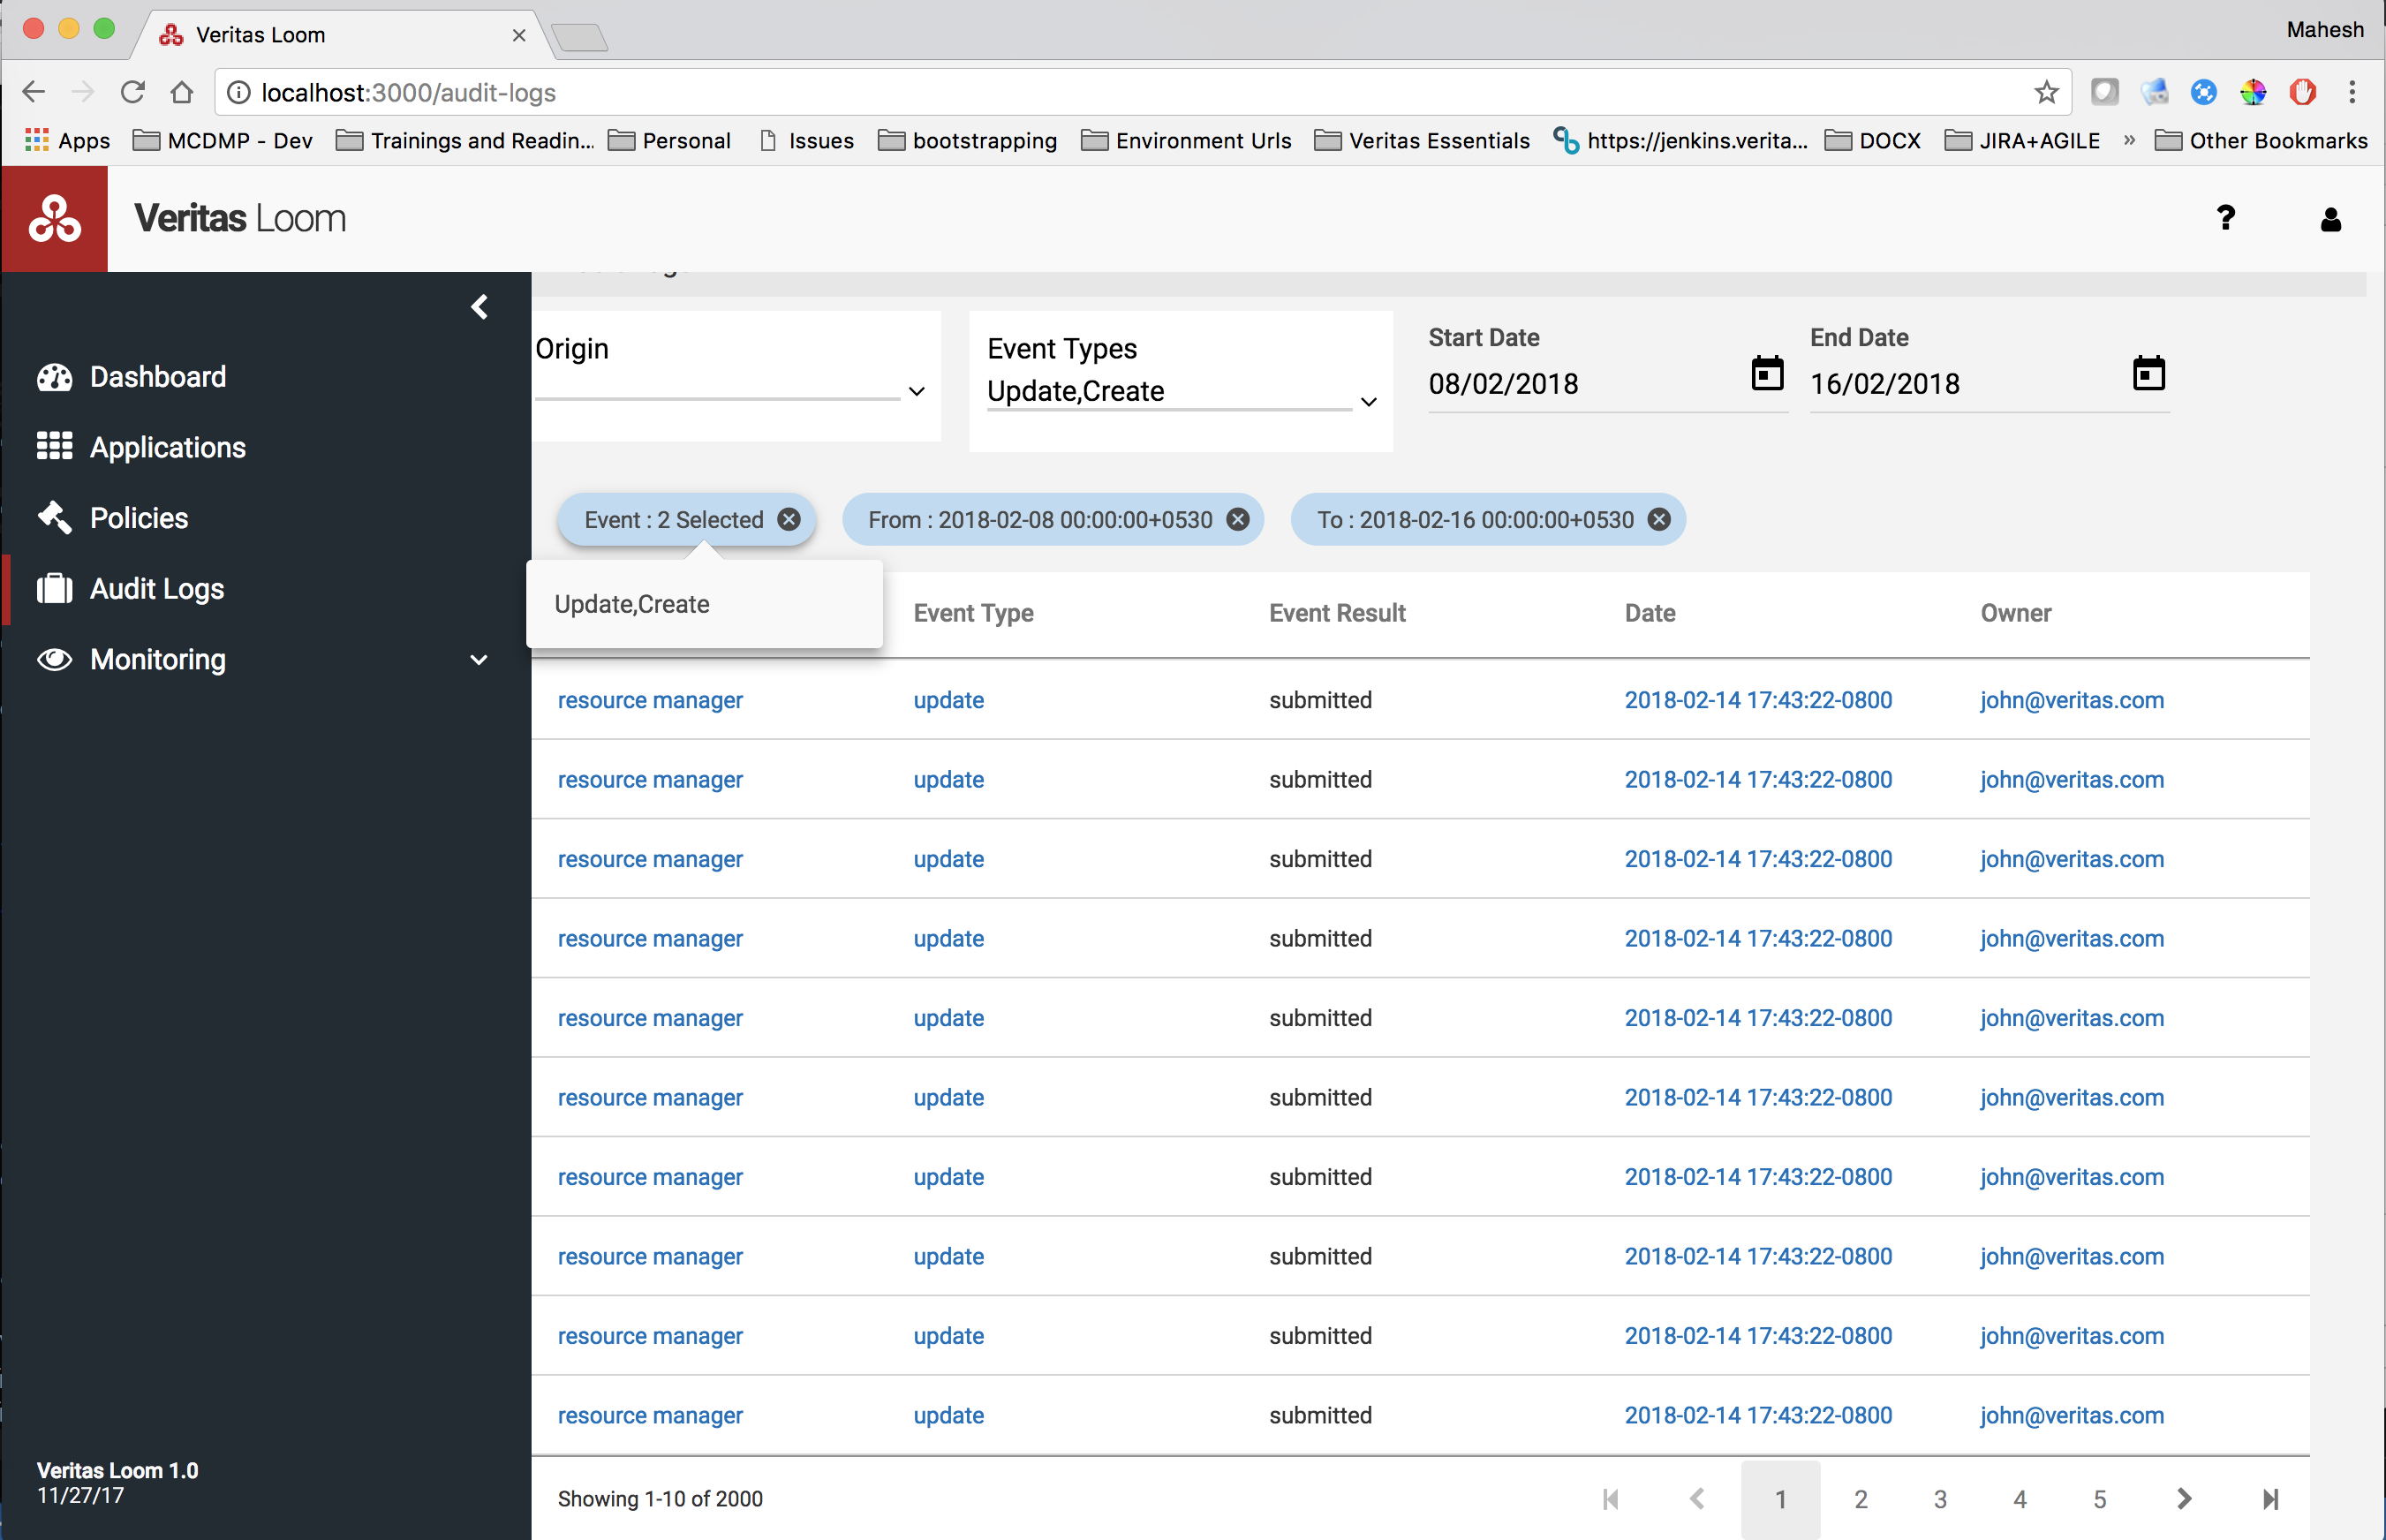 Veritas Loom
Mahesh
localhost:3000/audit-logs
Apps MCDMP - Dev Trainings and Readin... Personal Issues bootstrapping Environment Urls Veritas Essentials https://jenkins.verita... DOCX JIRA+AGILE » Other Bookmarks
Veritas Loom ?
Dashboard
Applications
Policies
Audit Logs
Monitoring
Veritas Loom 1.0
11/27/17
Origin
Event Types
Update,Create
Start Date
08/02/2018
End Date
16/02/2018
Event : 2 Selected From : 2018-02-08 00:00:00+0530 To : 2018-02-16 00:00:00+0530
Update,Create
Event Type Event Result Date Owner
resource manager update submitted 2018-02-14 17:43:22-0800 john@veritas.com
resource manager update submitted 2018-02-14 17:43:22-0800 john@veritas.com
resource manager update submitted 2018-02-14 17:43:22-0800 john@veritas.com
resource manager update submitted 2018-02-14 17:43:22-0800 john@veritas.com
resource manager update submitted 2018-02-14 17:43:22-0800 john@veritas.com
resource manager update submitted 2018-02-14 17:43:22-0800 john@veritas.com
resource manager update submitted 2018-02-14 17:43:22-0800 john@veritas.com
resource manager update submitted 2018-02-14 17:43:22-0800 john@veritas.com
resource manager update submitted 2018-02-14 17:43:22-0800 john@veritas.com
resource manager update submitted 2018-02-14 17:43:22-0800 john@veritas.com
Showing 1-10 of 2000 1 2 3 4 5